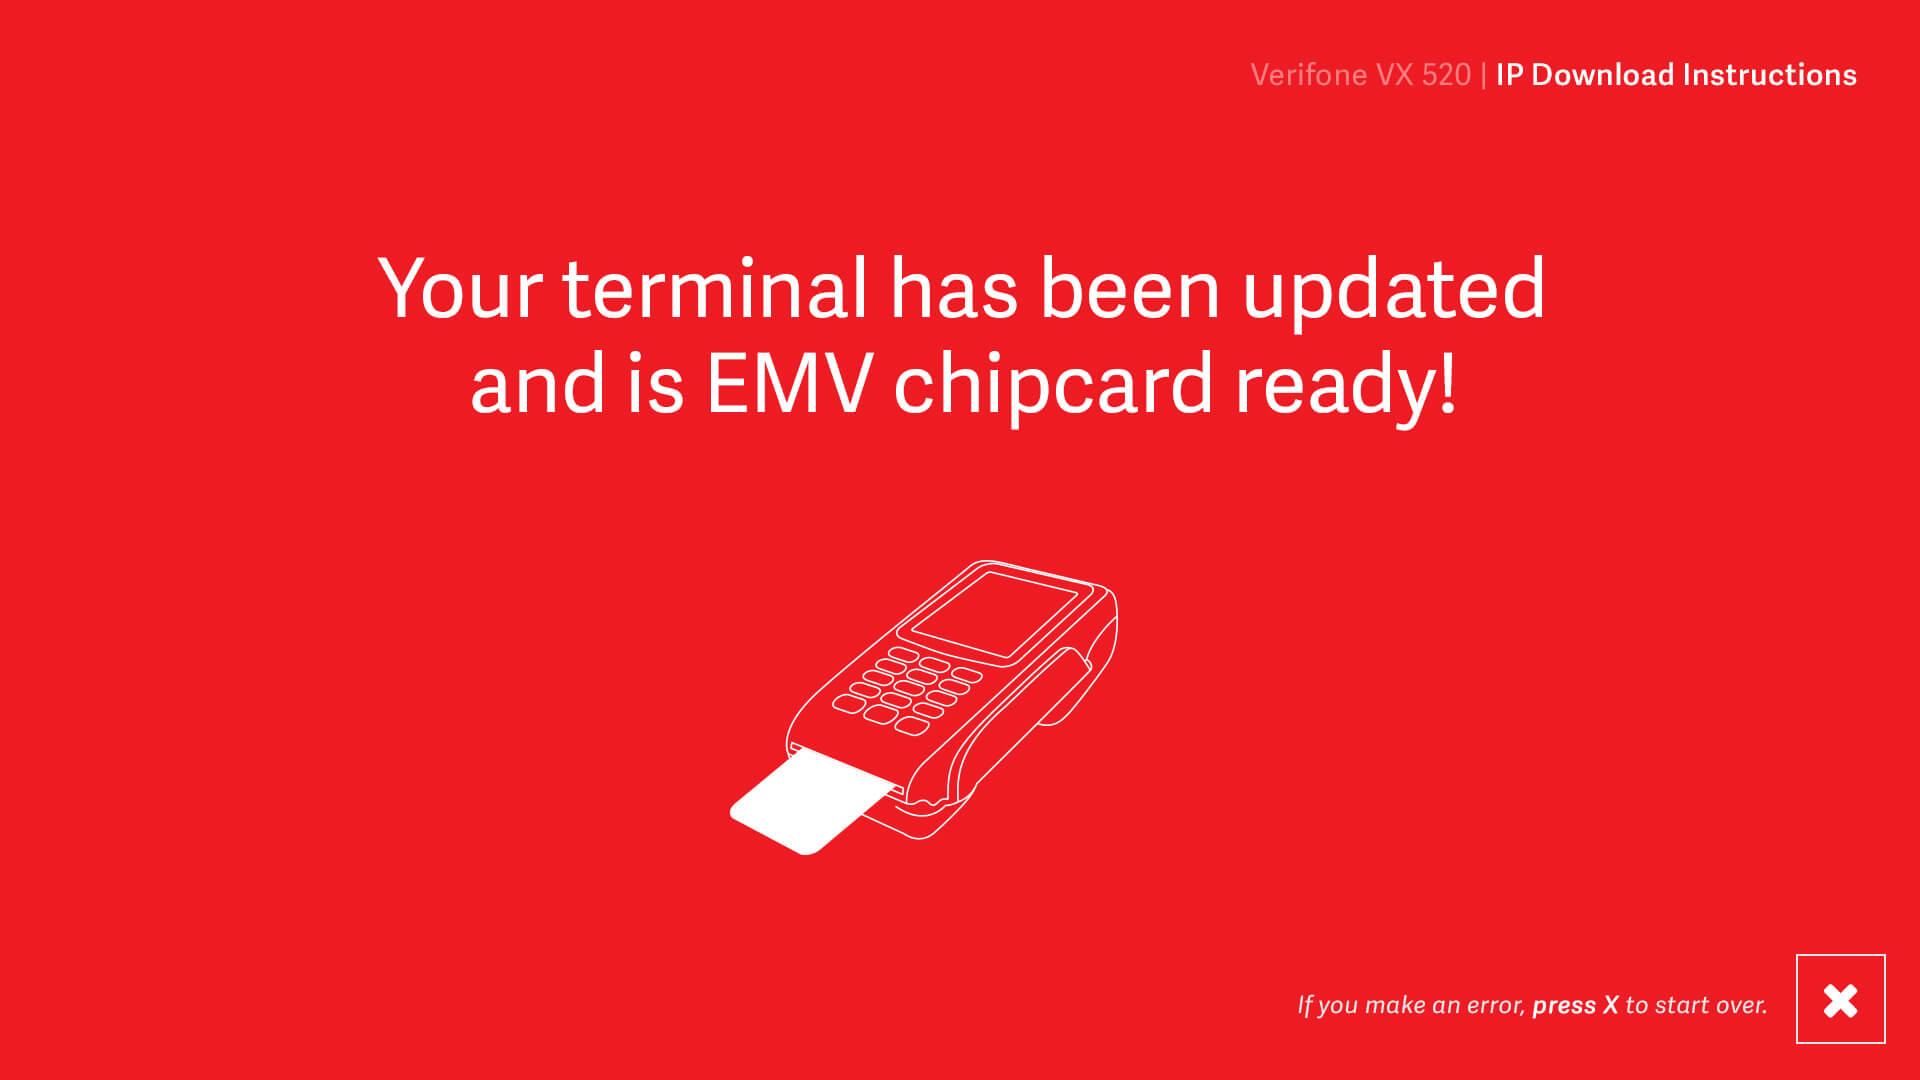 Verifone VX 520 | IP Download Instructions
Your terminal has been updated
and is EMV chipcard ready!
If you make an error, press X to start over.